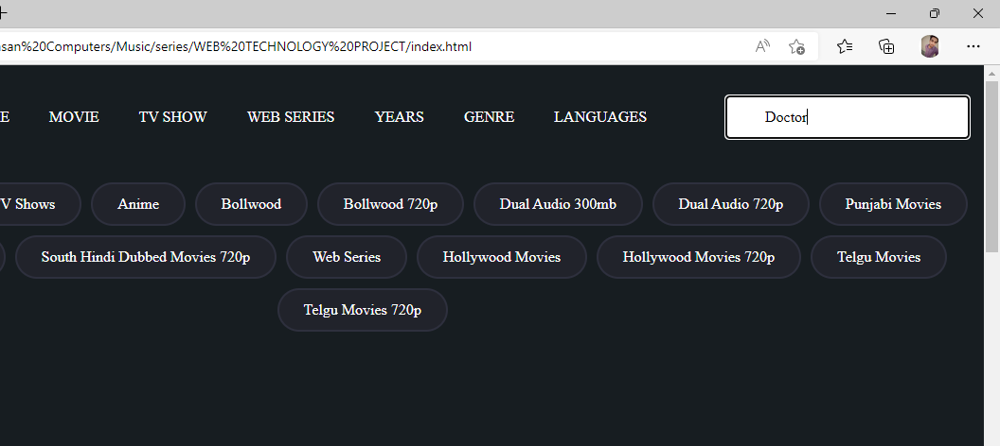 asan%20Computers/Music/series/WEB%20TECHNOLOGY%20PROJECT/index.html
E MOVIE TV SHOW WEB SERIES YEARS GENRE LANGUAGES Doctor
V Shows Anime Bollwood Bollwood 720p Dual Audio 300mb Dual Audio 720p Punjabi Movies
South Hindi Dubbed Movies 720p Web Series Hollywood Movies Hollywood Movies 720p Telgu Movies
Telgu Movies 720p